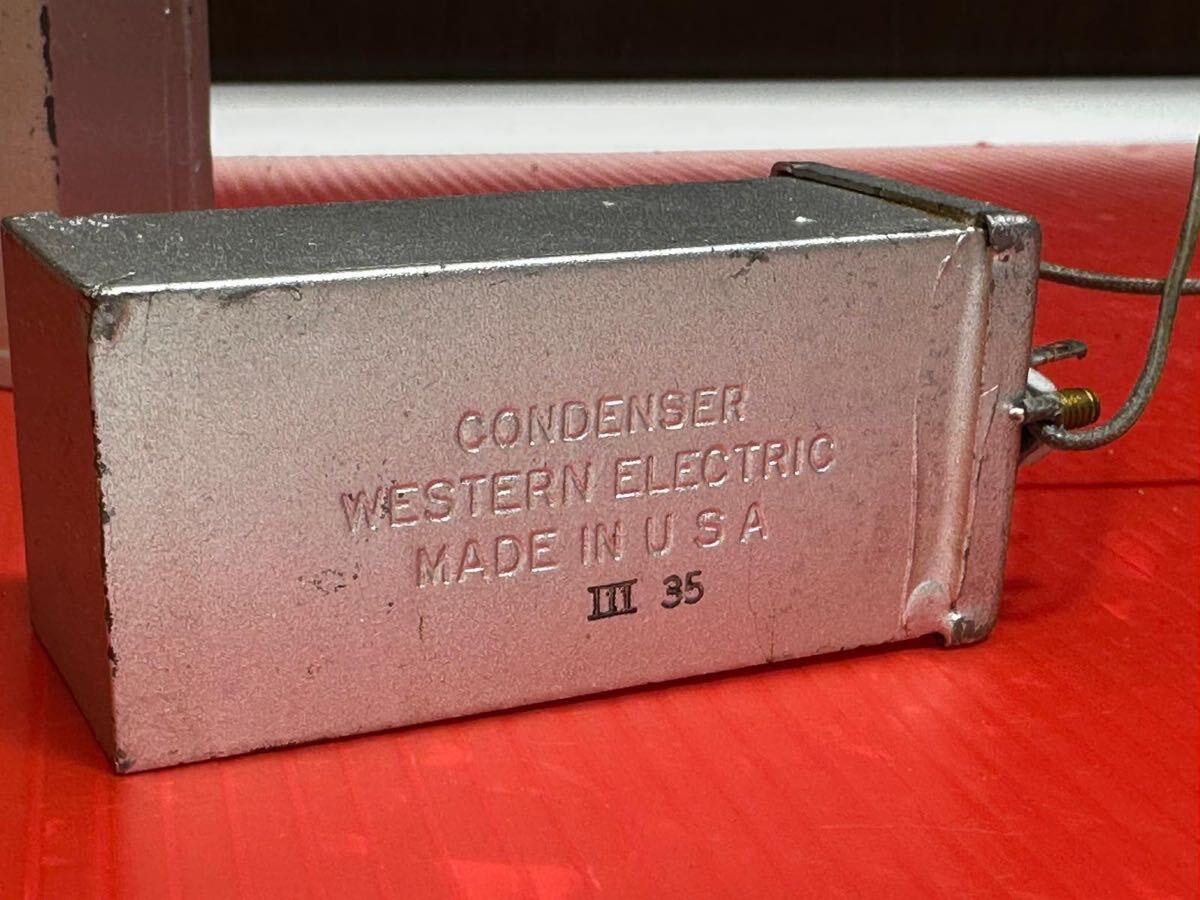 CONDENSER
WESTERN ELECTRIC
MADE IN U S A
III 35